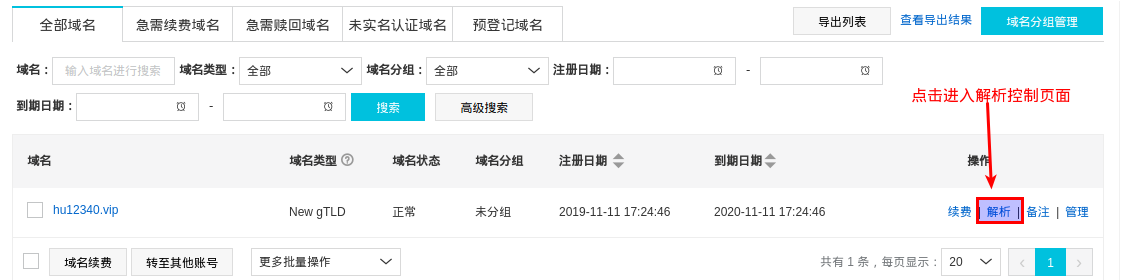 全部域名 急需续费域名 急需赎回域名 未实名认证域名 预登记域名 导出列表 查看导出结果 域名分组管理
域名： 输入域名进行搜索 域名类型： 全部 域名分组： 全部 注册日期： -
到期日期： - 搜索 高级搜索
点击进入解析控制页面
域名 域名类型 ? 域名状态 域名分组 注册日期 到期日期 操作
hu12340.vip New gTLD 正常 未分组 2019-11-11 17:24:46 2020-11-11 17:24:46 续费 | 解析 | 备注 | 管理
域名续费 转至其他账号 更多批量操作 共有 1 条，每页显示： 20 ‹ 1 ›